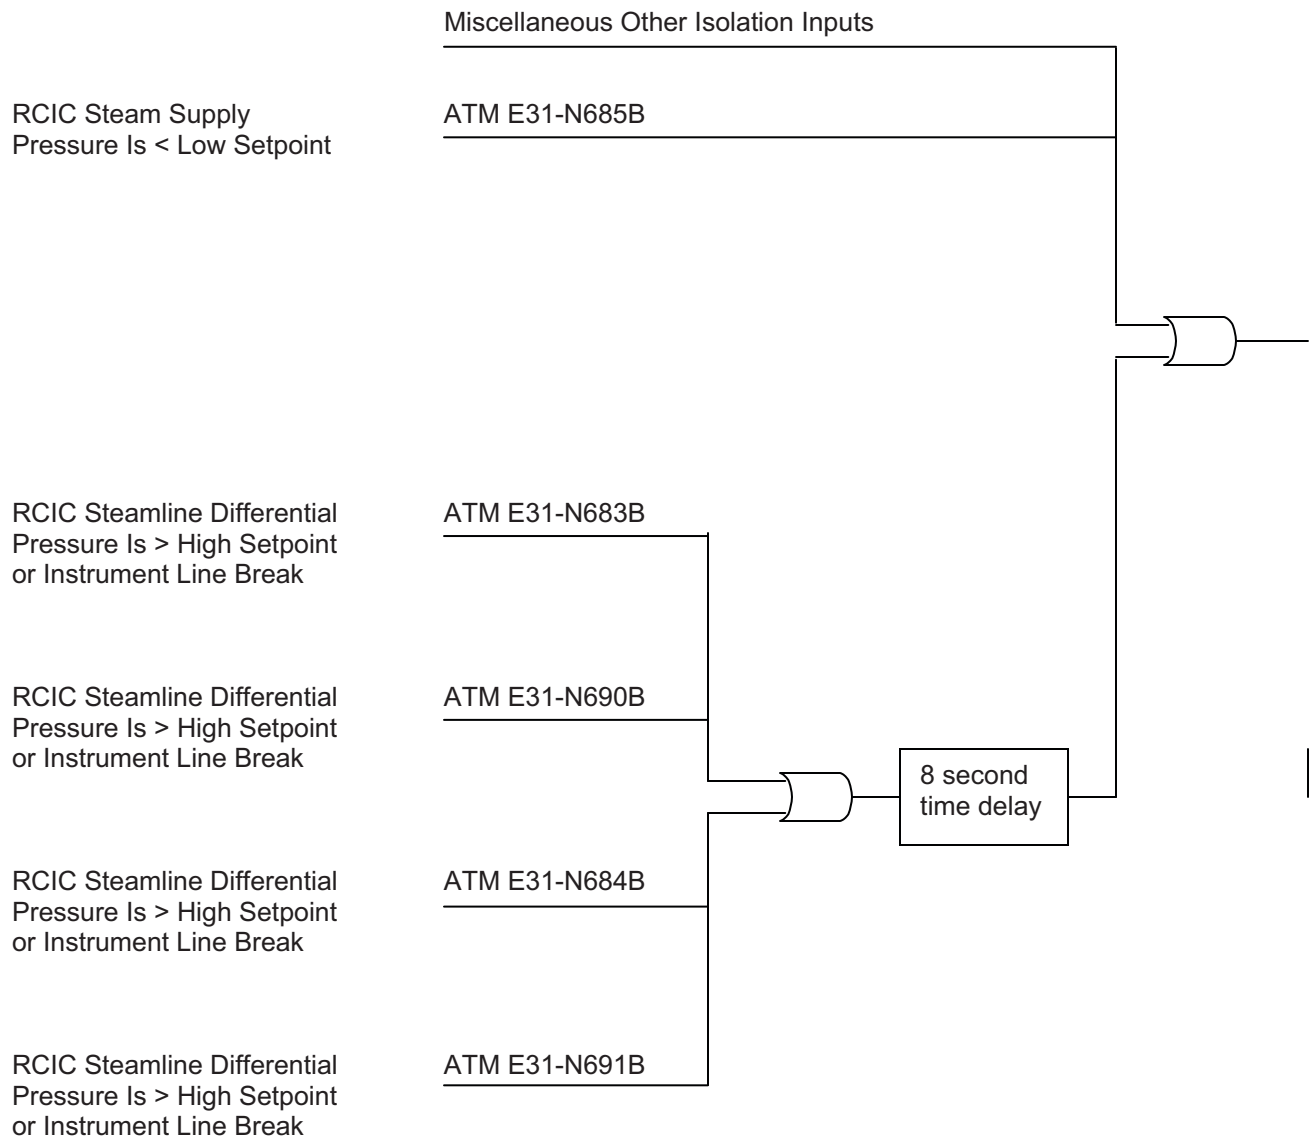 Miscellaneous Other Isolation Inputs
RCIC Steam Supply
Pressure Is < Low Setpoint
ATM E31-N685B
RCIC Steamline Differential
Pressure Is > High Setpoint
or Instrument Line Break
ATM E31-N683B
RCIC Steamline Differential
Pressure Is > High Setpoint
or Instrument Line Break
ATM E31-N690B
8 second
time delay
RCIC Steamline Differential
Pressure Is > High Setpoint
or Instrument Line Break
ATM E31-N684B
RCIC Steamline Differential
Pressure Is > High Setpoint
or Instrument Line Break
ATM E31-N691B